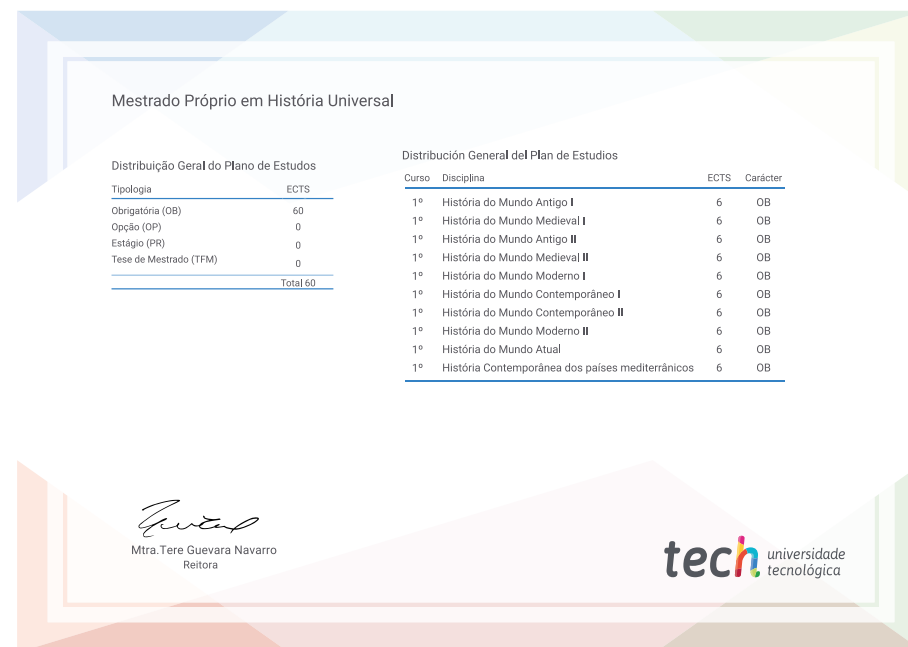 Mestrado Próprio em História Universal
Distribuição Geral do Plano de Estudos
Tipologia ECTS
Obrigatória (OB) 60
Opção (OP) 0
Estágio (PR) 0
Tese de Mestrado (TFM) 0
Total 60
Distribución General del Plan de Estudios
Curso Disciplina ECTS Carácter
1º História do Mundo Antigo I 6 OB
1º História do Mundo Medieval I 6 OB
1º História do Mundo Antigo II 6 OB
1º História do Mundo Medieval II 6 OB
1º História do Mundo Moderno I 6 OB
1º História do Mundo Contemporâneo I 6 OB
1º História do Mundo Contemporâneo II 6 OB
1º História do Mundo Moderno II 6 OB
1º História do Mundo Atual 6 OB
1º História Contemporânea dos países mediterrânicos 6 OB
Mtra.Tere Guevara Navarro
Reitora
tech universidade
tecnológica